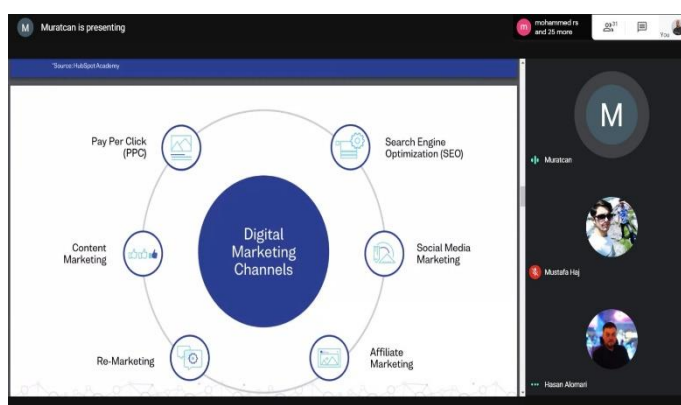 M
Muratcan is presenting
m
mohammed rs
and 25 more
31
You
*Source: HubSpot Academy
Pay Per Click
(PPC)
Search Engine
Optimization (SEO)
Content
Marketing
Digital
Marketing
Channels
Social Media
Marketing
Re-Marketing
Affiliate
Marketing
M
Muratcan
Mustafa Haj
Hasan Alomari